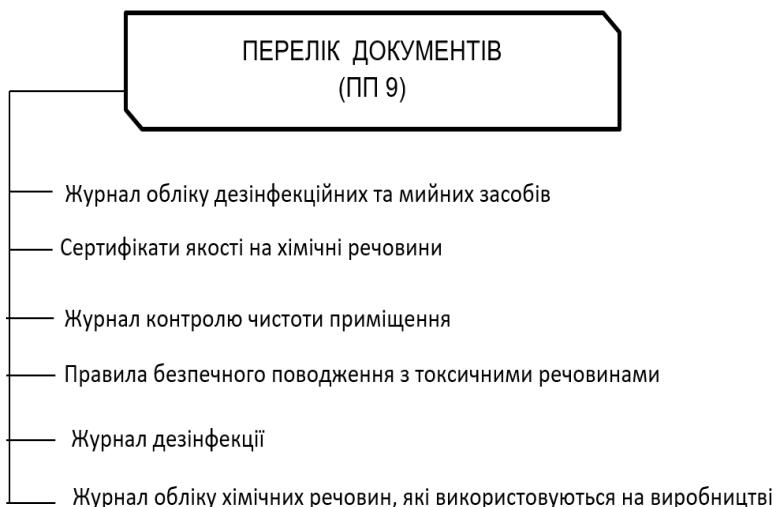 ПЕРЕЛІК ДОКУМЕНТІВ
(ПП 9)
Журнал обліку дезінфекційних та мийних засобів
Сертифікати якості на хімічні речовини
Журнал контролю чистоти приміщення
Правила безпечного поводження з токсичними речовинами
Журнал дезінфекції
Журнал обліку хімічних речовин, які використовуються на виробництві